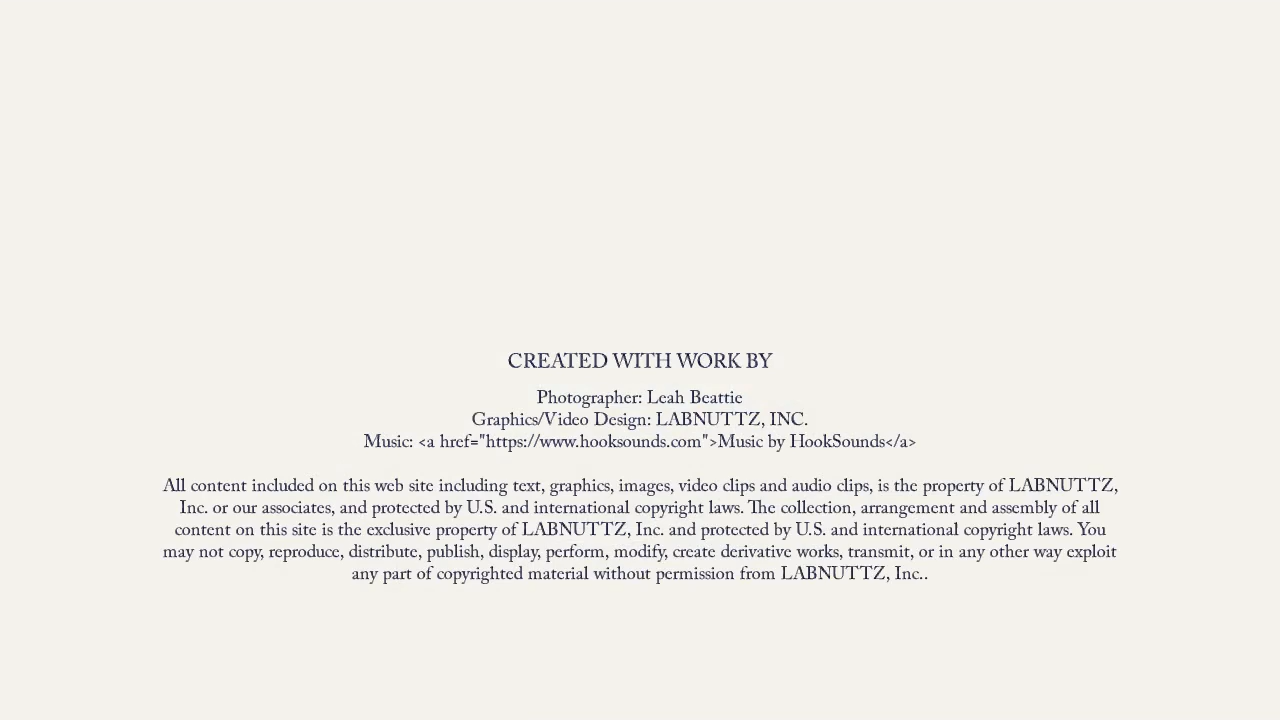 CREATED WITH WORK BY
Photographer: Leah Beattie
Graphics/Video Design: LABNUTTZ, INC.
Music: <a href="https://www.hooksounds.com">Music by HookSounds</a>
All content included on this web site including text, graphics, images, video clips and audio clips, is the property of LABNUTTZ,
Inc. or our associates, and protected by U.S. and international copyright laws. The collection, arrangement and assembly of all
content on this site is the exclusive property of LABNUTTZ, Inc. and protected by U.S. and international copyright laws. You
may not copy, reproduce, distribute, publish, display, perform, modify, create derivative works, transmit, or in any other way exploit
any part of copyrighted material without permission from LABNUTTZ, Inc..